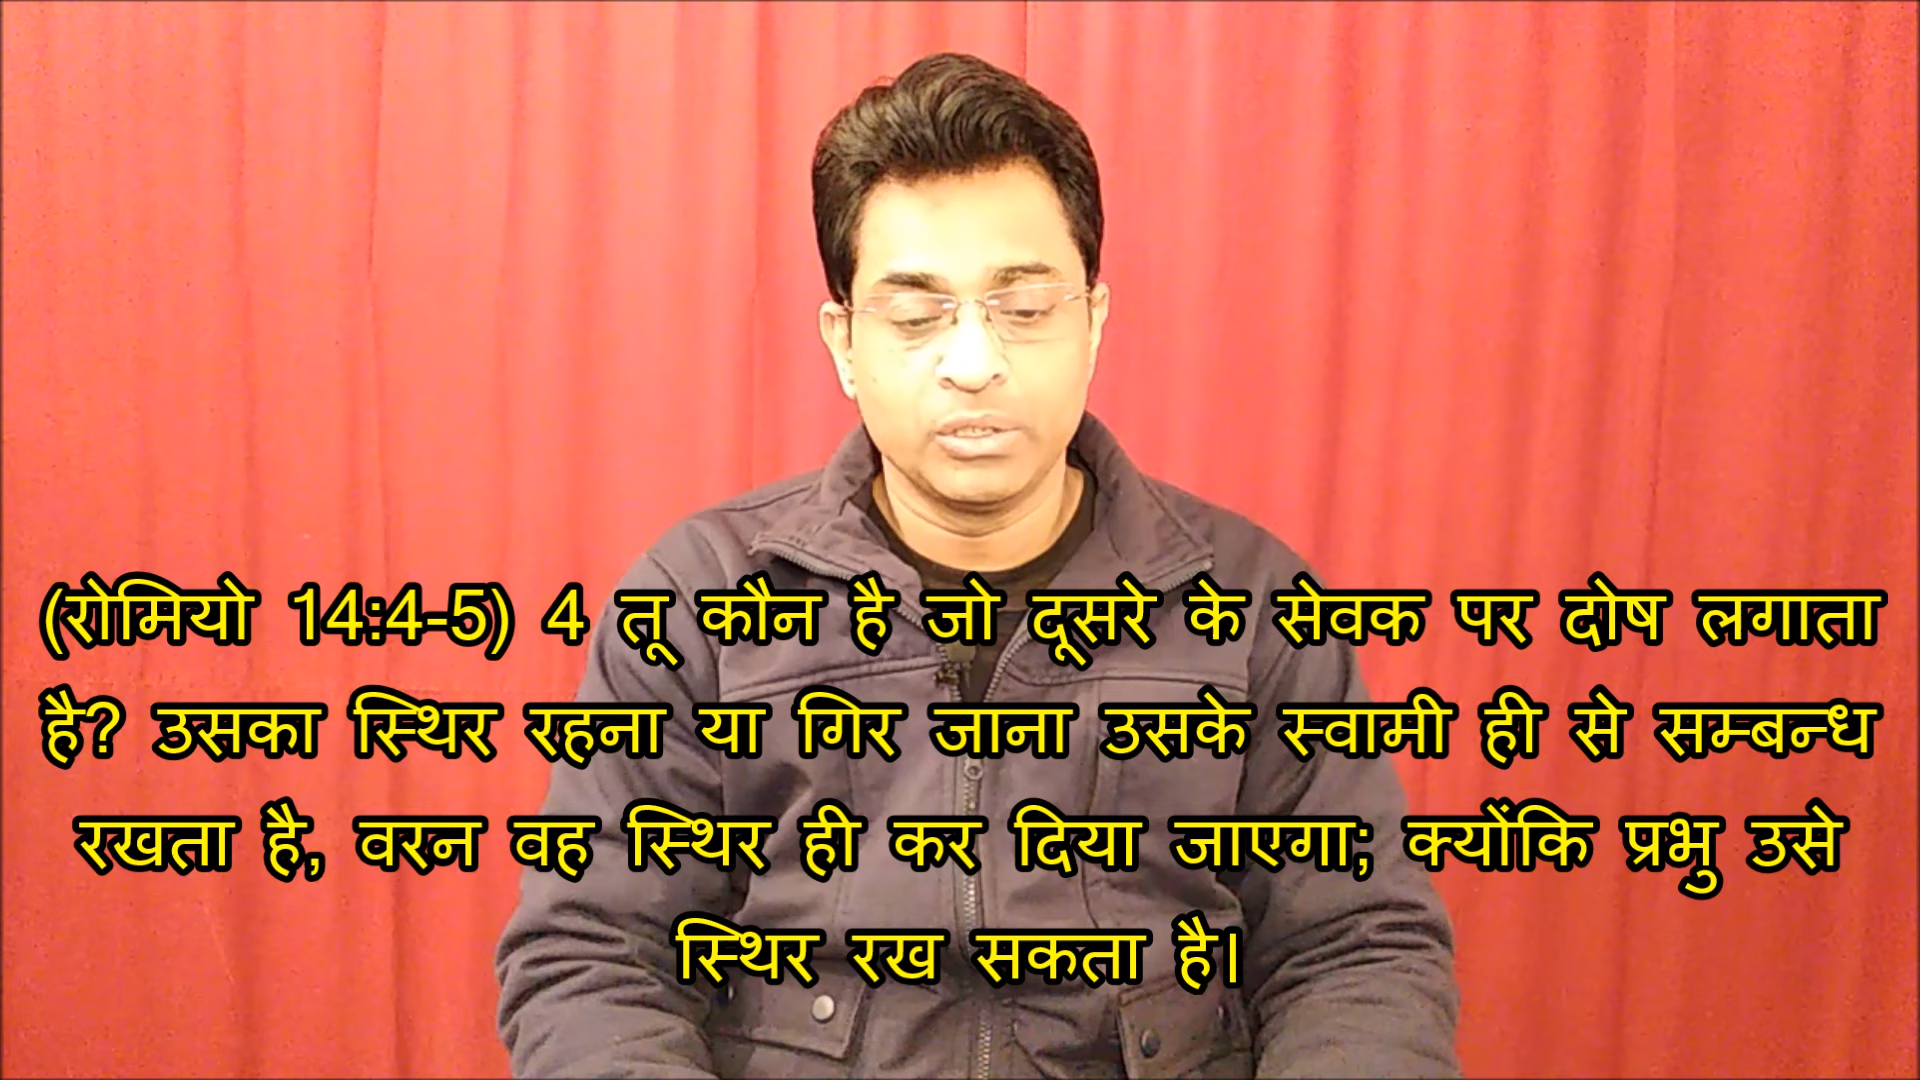 (रोमियो 14:4-5) 4 तू कौन है जो दूसरे के सेवक पर दोष लगाता
है? उसका स्थिर रहना या गिर जाना उसके स्वामी ही से सम्बन्ध
रखता है, वरन वह स्थिर ही कर दिया जाएगा; क्योंकि प्रभु उसे
स्थिर रख सकता है।